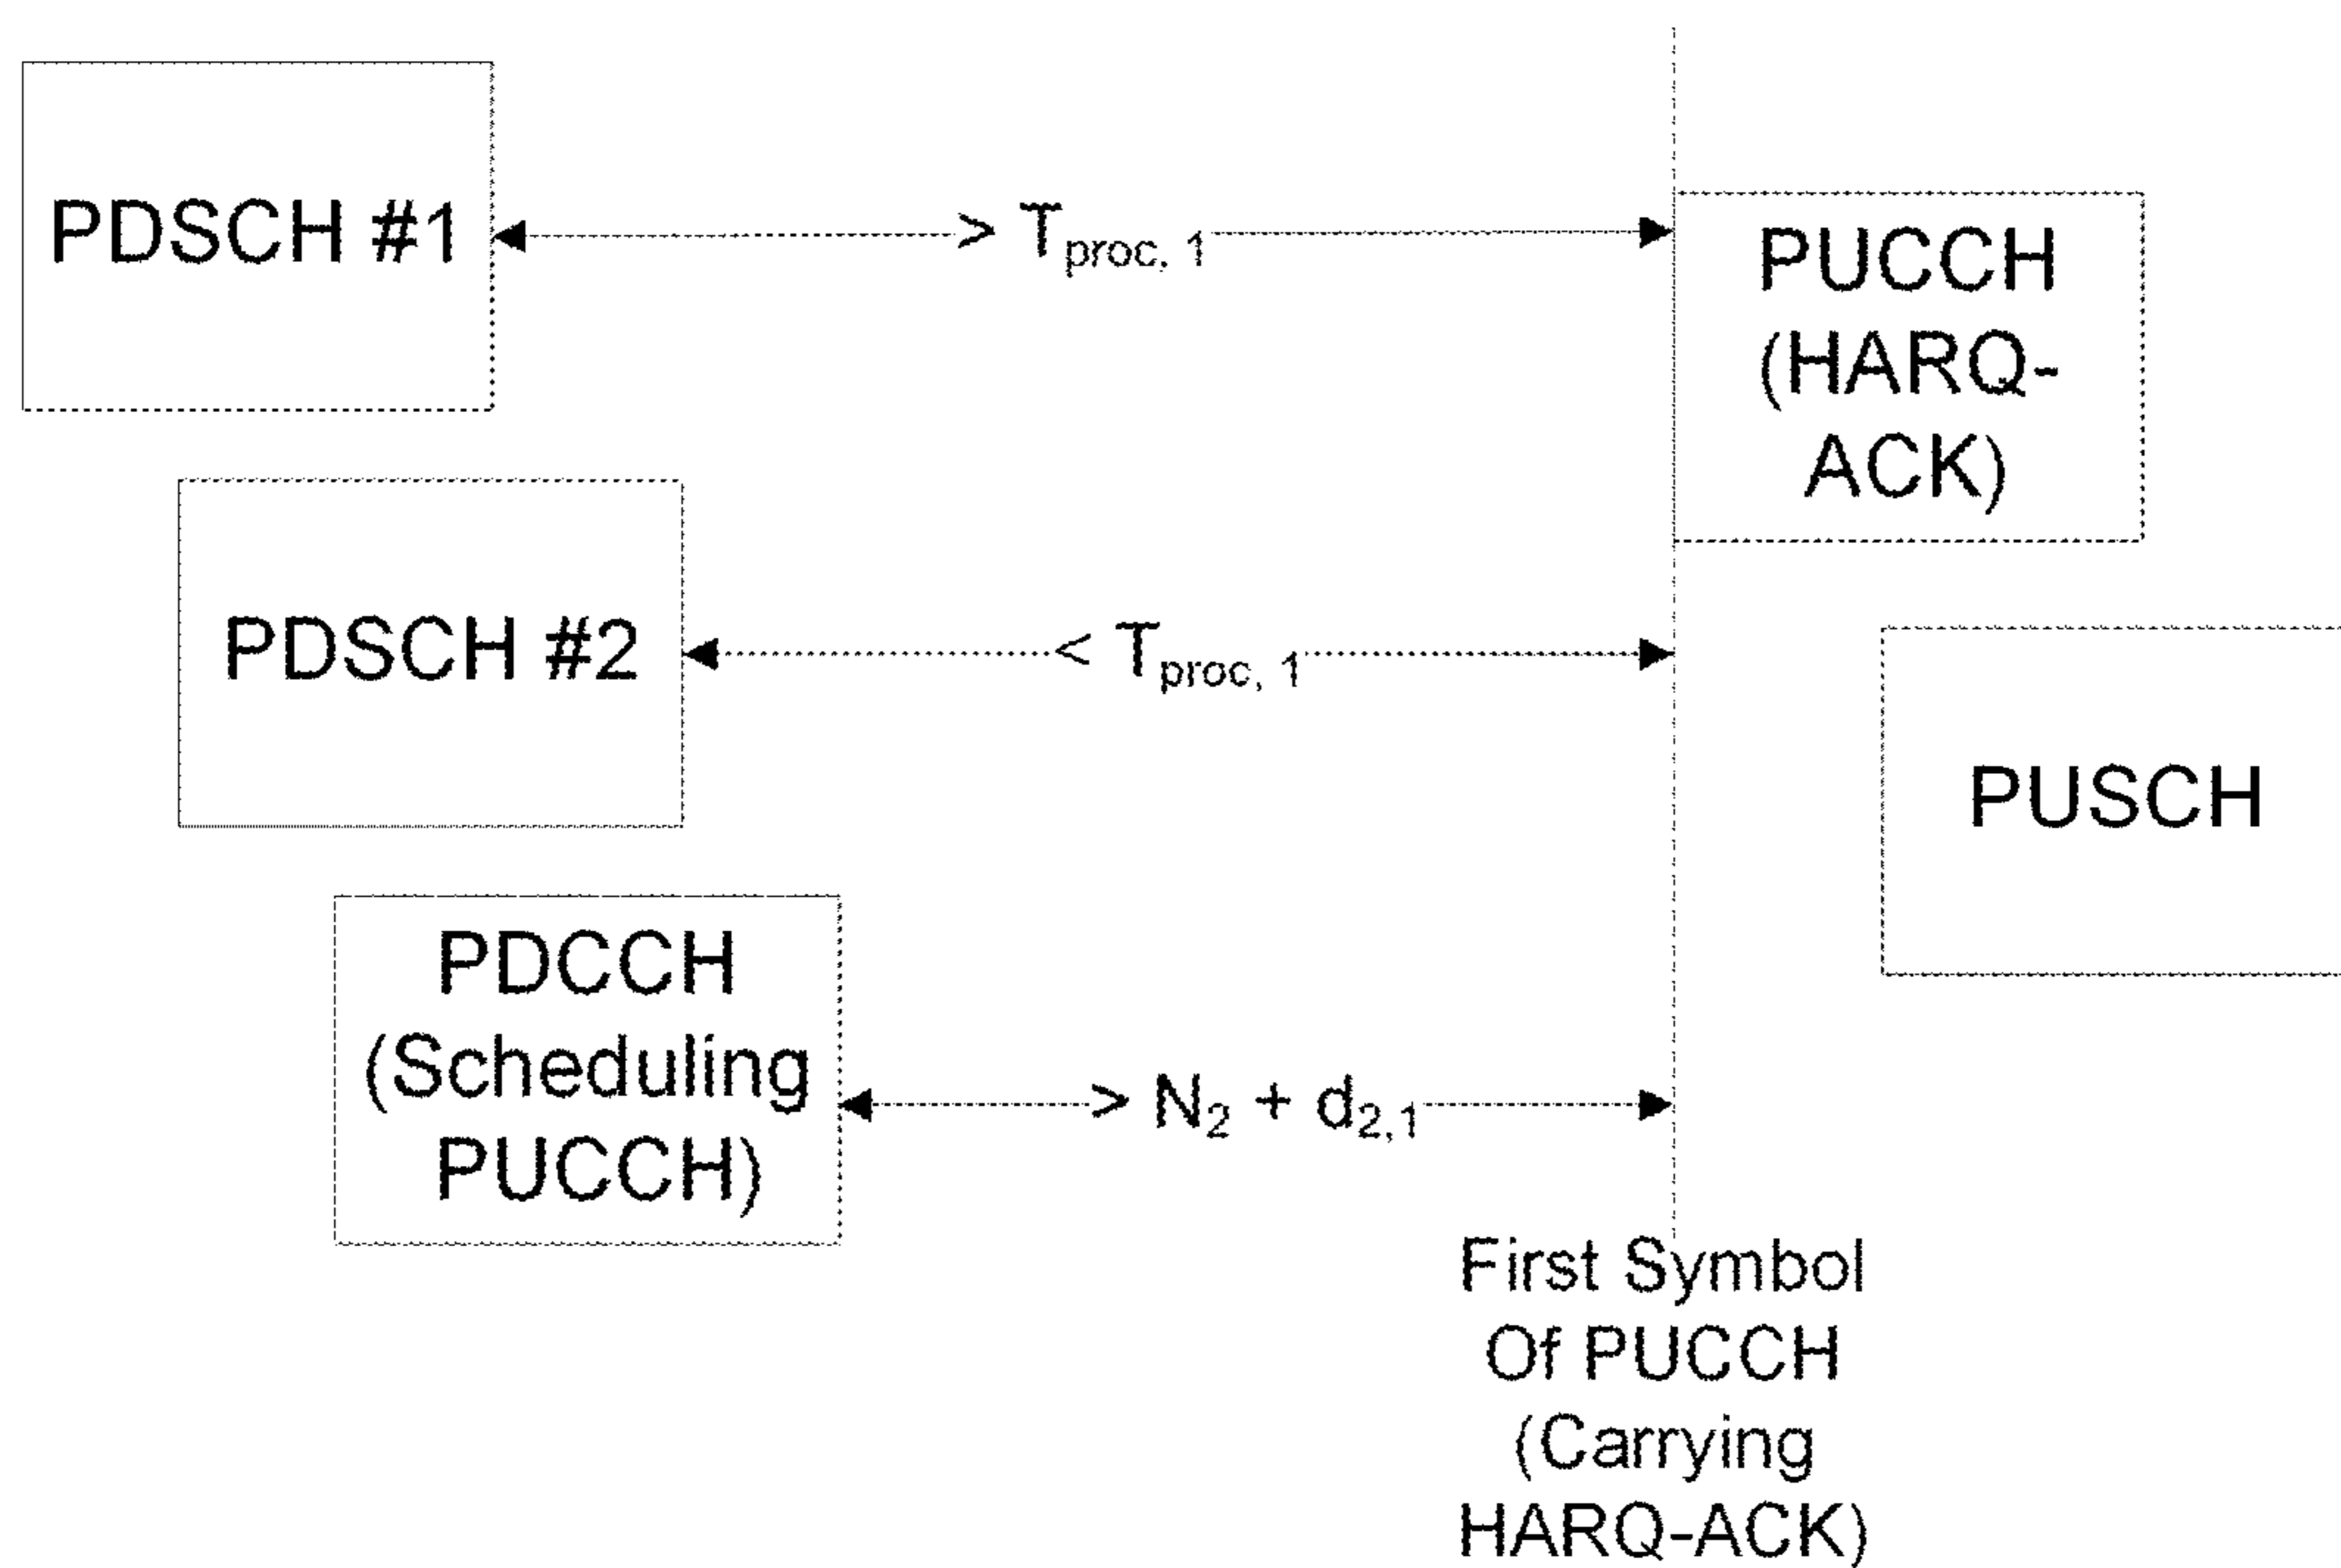 PDSCH #1
> Tproc, 1
PUCCH
(HARQ-
ACK)
PDSCH #2
< Tproc, 1
PUSCH
PDCCH
(Scheduling
PUCCH)
> N2 + d2,1
First Symbol
Of PUCCH
(Carrying
HARQ-ACK)